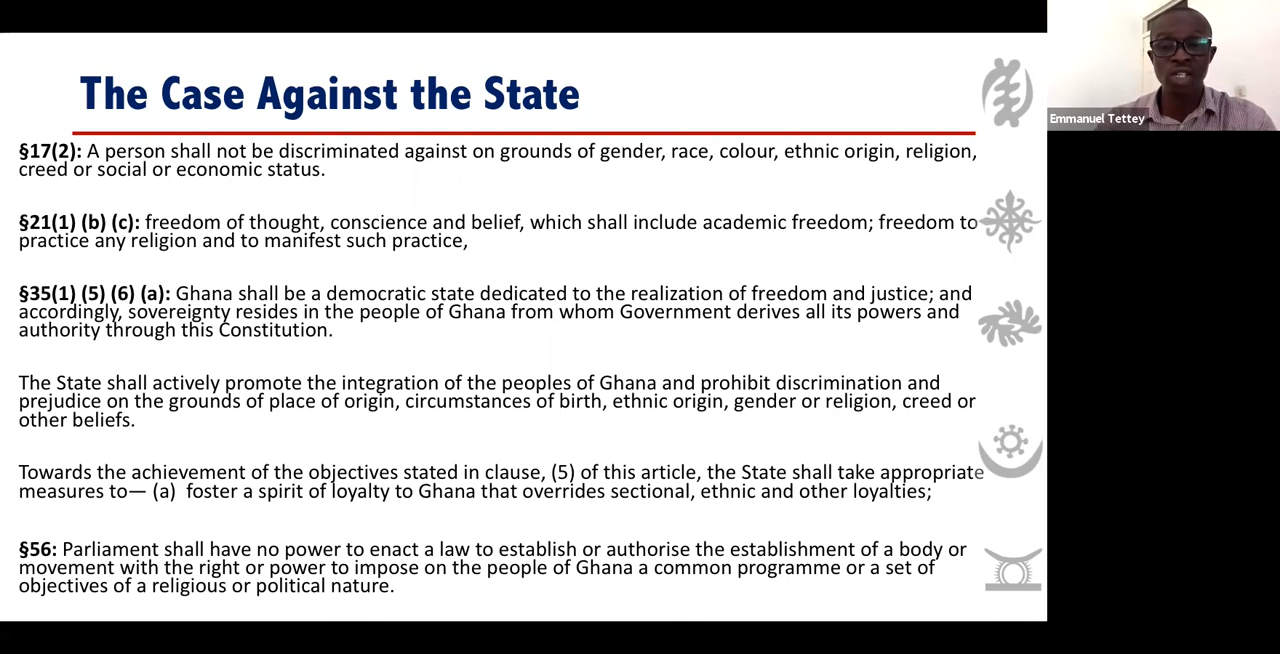 The Case Against the State
Emmanuel Tettey
§17(2): A person shall not be discriminated against on grounds of gender, race, colour, ethnic origin, religion,
creed or social or economic status.
§21(1) (b) (c): freedom of thought, conscience and belief, which shall include academic freedom; freedom to
practice any religion and to manifest such practice,
§35(1) (5) (6) (a): Ghana shall be a democratic state dedicated to the realization of freedom and justice; and
accordingly, sovereignty resides in the people of Ghana from whom Government derives all its powers and
authority through this Constitution.
The State shall actively promote the integration of the peoples of Ghana and prohibit discrimination and
prejudice on the grounds of place of origin, circumstances of birth, ethnic origin, gender or religion, creed or
other beliefs.
Towards the achievement of the objectives stated in clause, (5) of this article, the State shall take appropriate
measures to— (a) foster a spirit of loyalty to Ghana that overrides sectional, ethnic and other loyalties;
§56: Parliament shall have no power to enact a law to establish or authorise the establishment of a body or
movement with the right or power to impose on the people of Ghana a common programme or a set of
objectives of a religious or political nature.